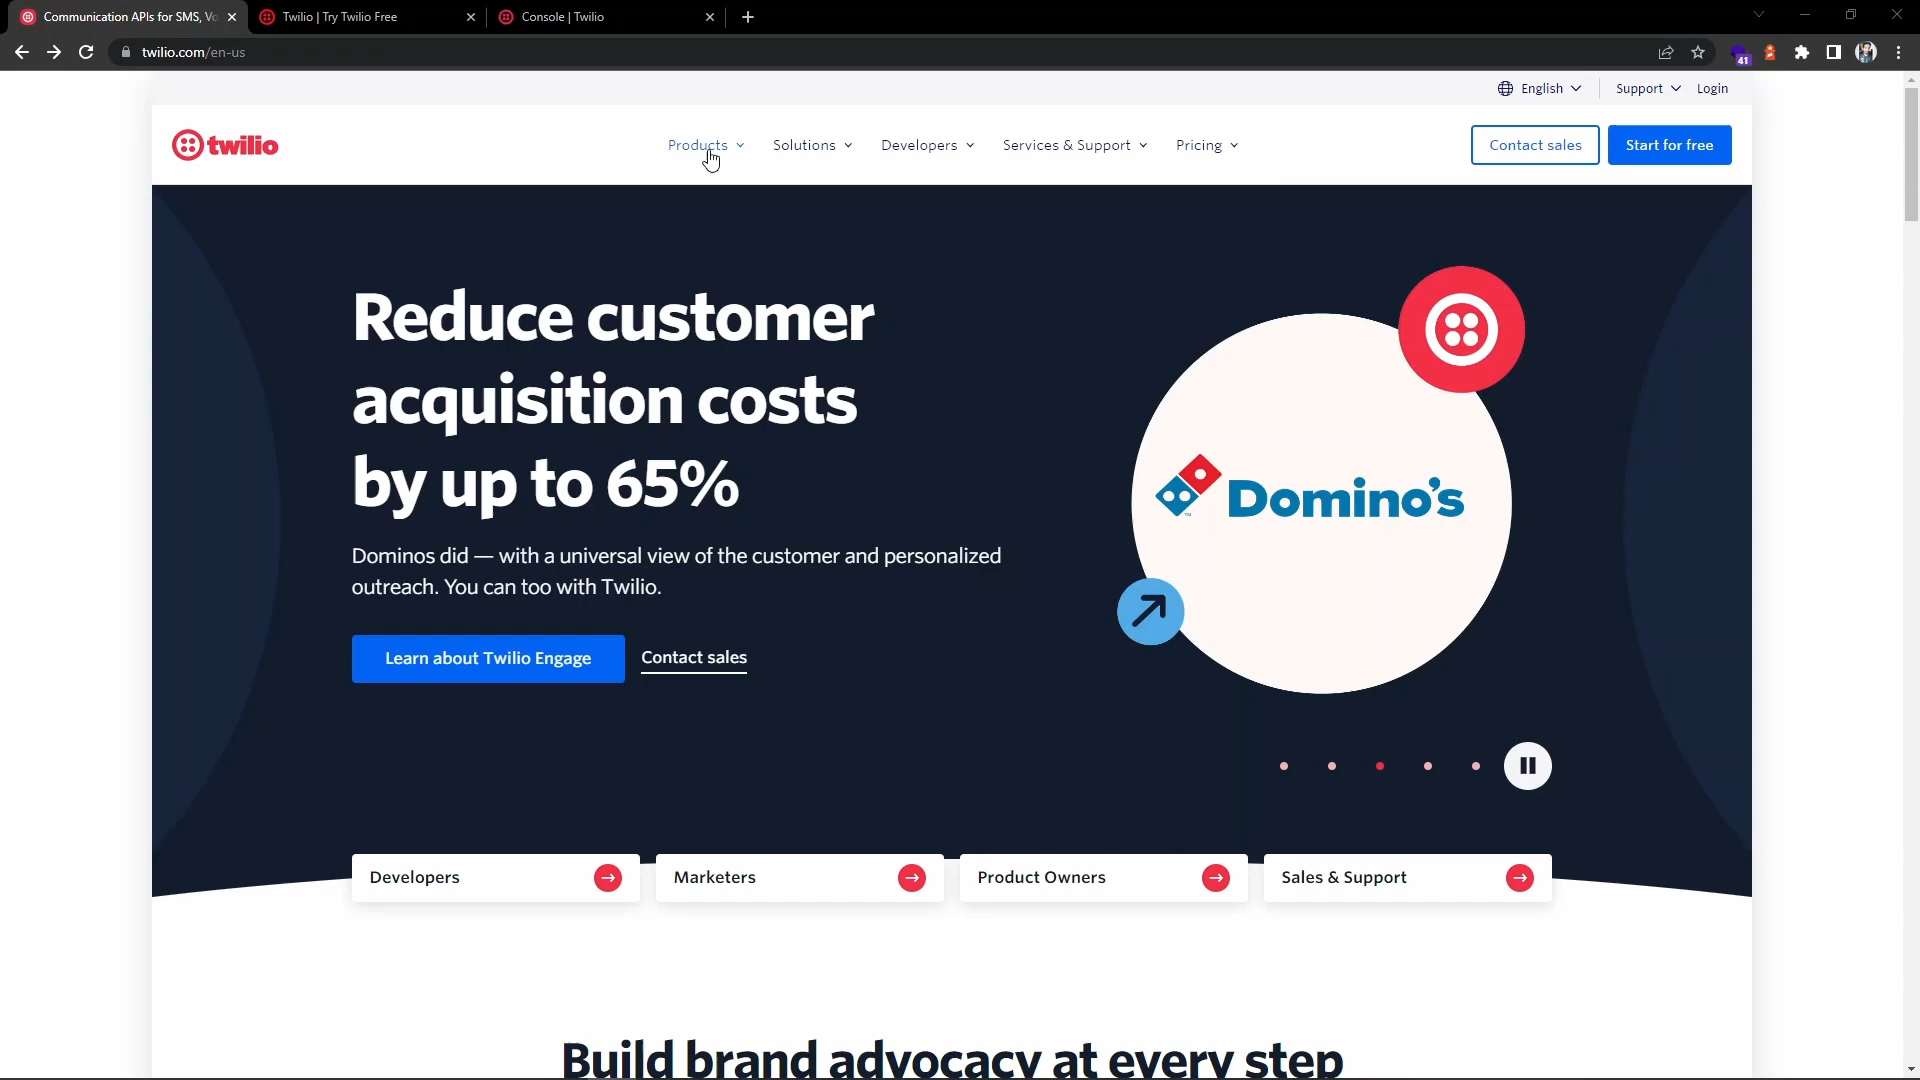 Communication APIs for SMS, Vo
Twilio | Try Twilio Free
Console | Twilio
twilio.com/en-us
41
English
Support
Login
twilio
Products
Solutions
Developers
Services & Support
Pricing
Contact sales
Start for free
Reduce customer
acquisition costs
by up to 65%
Domino's
TM
Dominos did — with a universal view of the customer and personalized
outreach. You can too with Twilio.
Learn about Twilio Engage
Contact sales
Developers
Marketers
Product Owners
Sales & Support
Build brand advocacy at every step